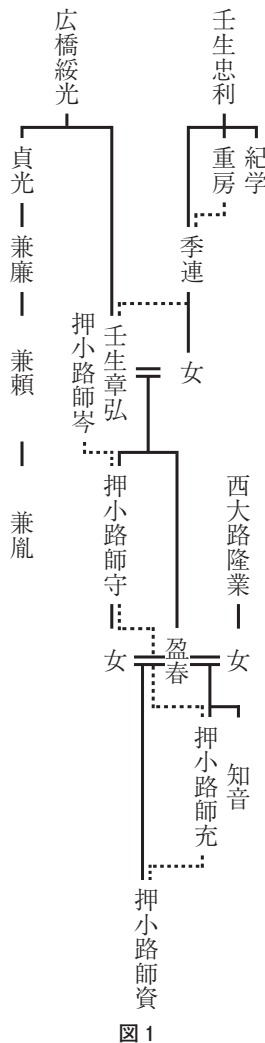 壬生忠利
紀学
重房
季連
女
広橋綏光
貞光
兼廉
兼頼
兼胤
壬生章弘
押小路師岑
押小路師守
女
西大路隆業
女
盈春
知音
押小路師充
押小路師資
図1